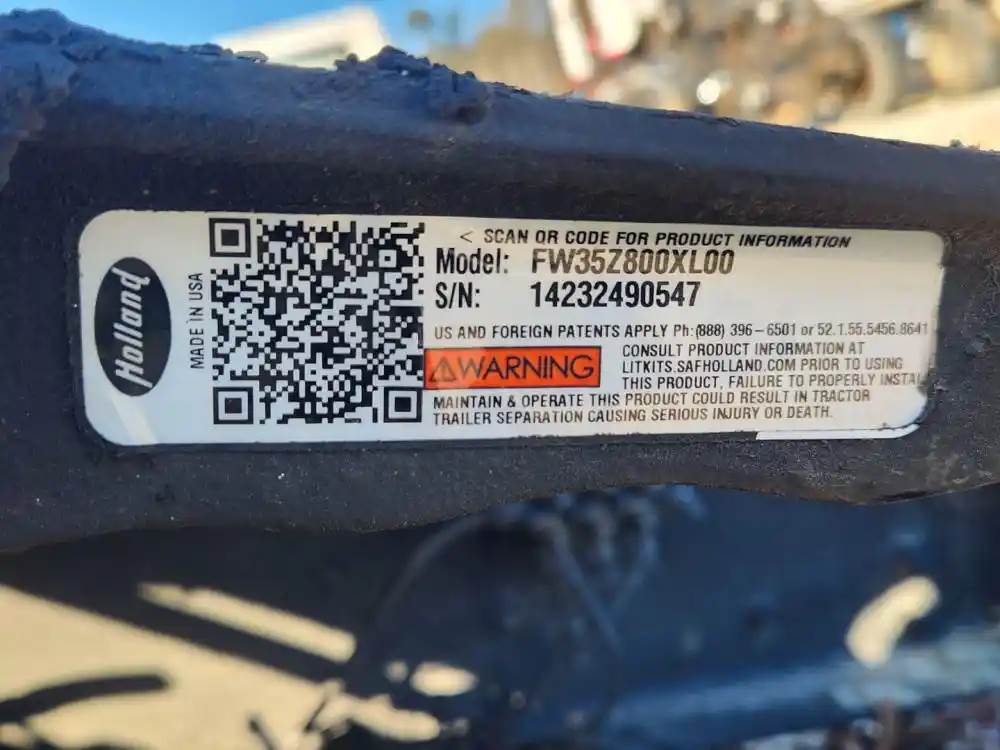 Holland
MADE IN USA
< SCAN QR CODE FOR PRODUCT INFORMATION
Model: FW35Z800XL00
S/N: 14232490547
US AND FOREIGN PATENTS APPLY Ph:(888) 396-6501 or 52.1.55.5456.8641
⚠WARNING
CONSULT PRODUCT INFORMATION AT
LITKITS.SAFHOLLAND.COM PRIOR TO USING
THIS PRODUCT, FAILURE TO PROPERLY INSTAL
MAINTAIN & OPERATE THIS PRODUCT COULD RESULT IN TRACTOR
TRAILER SEPARATION CAUSING SERIOUS INJURY OR DEATH.